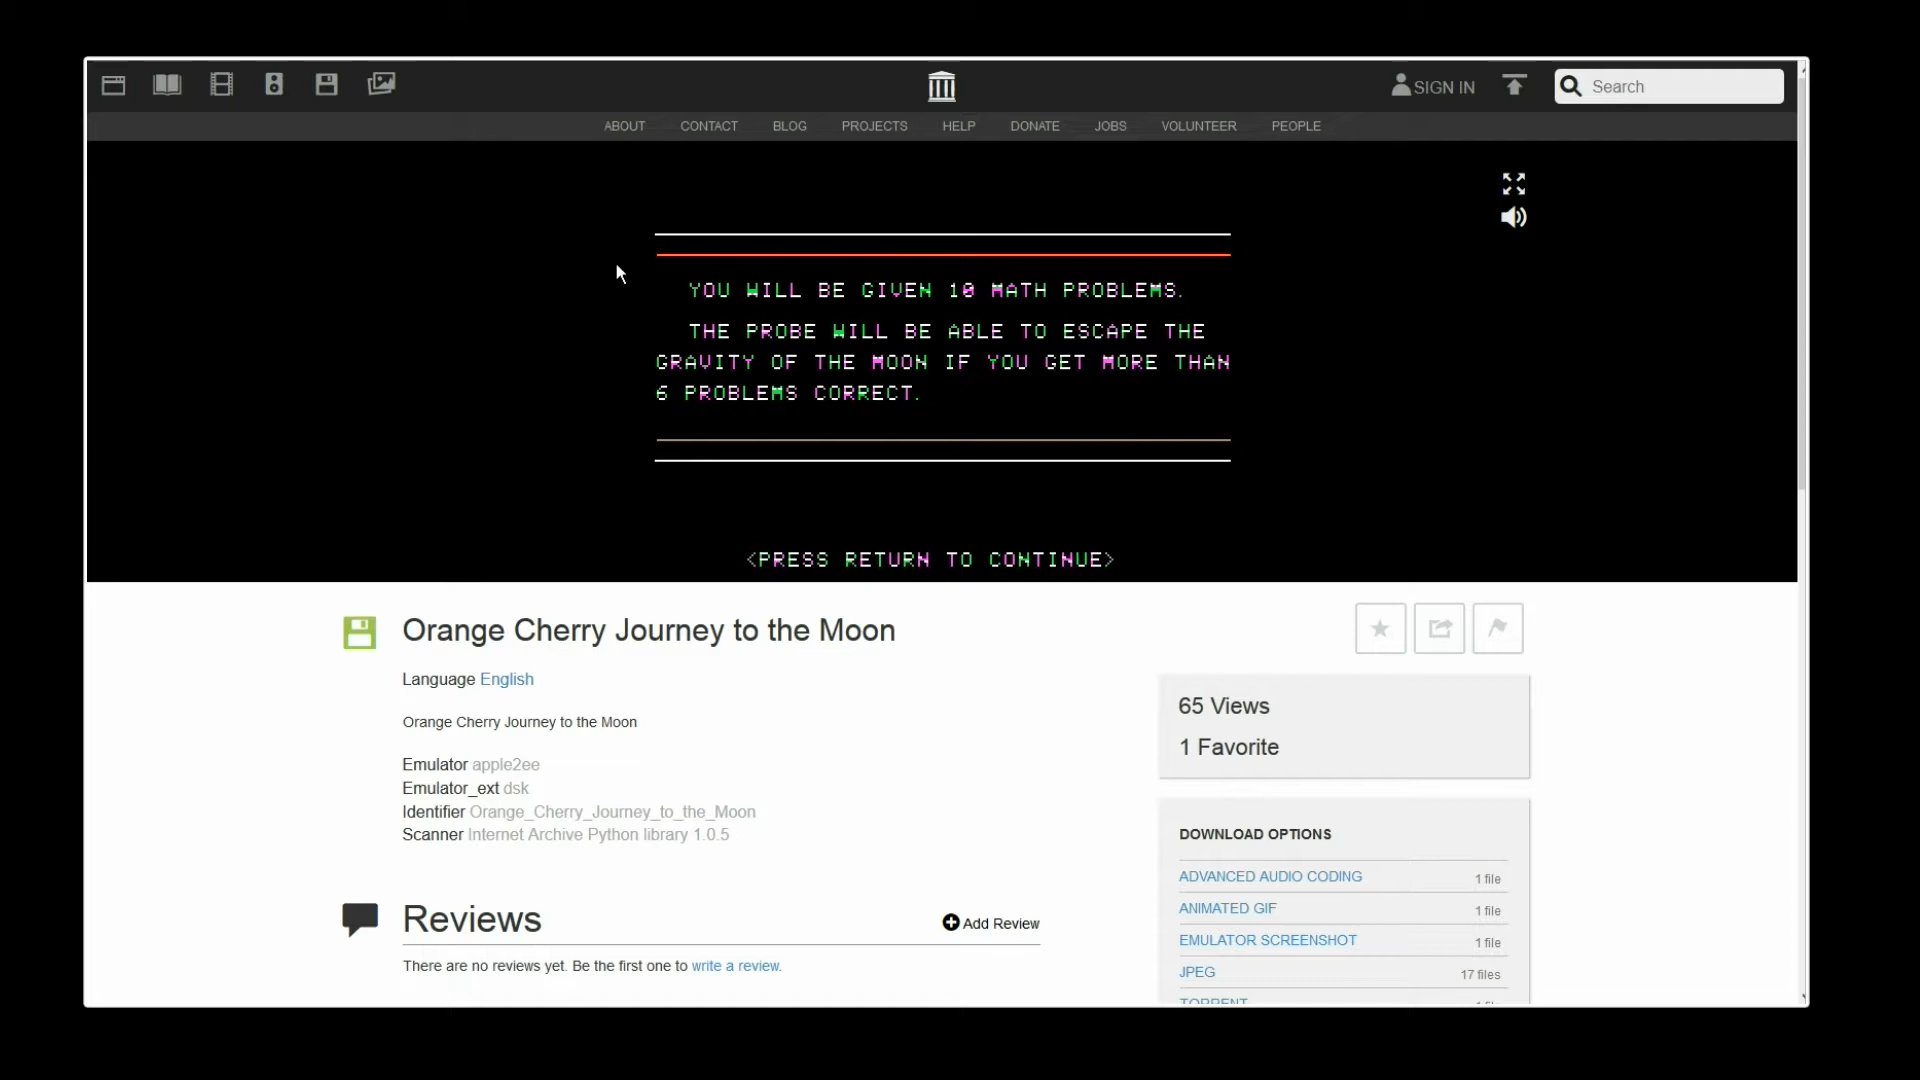 SIGN IN
Search
ABOUT CONTACT BLOG PROJECTS HELP DONATE JOBS VOLUNTEER PEOPLE
YOU WILL BE GIVEN 10 MATH PROBLEMS.
THE PROBE WILL BE ABLE TO ESCAPE THE
GRAVITY OF THE MOON IF YOU GET MORE THAN
6 PROBLEMS CORRECT.
<PRESS RETURN TO CONTINUE>
Orange Cherry Journey to the Moon
Language English
Orange Cherry Journey to the Moon
Emulator apple2ee
Emulator_ext dsk
Identifier Orange_Cherry_Journey_to_the_Moon
Scanner Internet Archive Python library 1.0.5
Reviews
Add Review
There are no reviews yet. Be the first one to write a review.
65 Views
1 Favorite
DOWNLOAD OPTIONS
ADVANCED AUDIO CODING 1 file
ANIMATED GIF 1 file
EMULATOR SCREENSHOT 1 file
JPEG 17 files
TORRENT